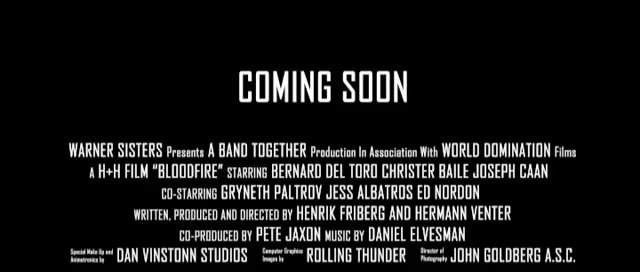 COMING SOON
WARNER SISTERS Presents A BAND TOGETHER Production In Association With WORLD DOMINATION Films
A H+H FILM “BLOODFIRE” STARRING BERNARD DEL TORO CHRISTER BAILE JOSEPH CAAN
CO-STARRING GRYNETH PALTROV JESS ALBATROS ED NORDON
WRITTEN, PRODUCED AND DIRECTED BY HENRIK FRIBERG AND HERMANN VENTER
CO-PRODUCED BY PETE JAXON MUSIC BY DANIEL ELVESMAN
Special Make-Up and Animatronics by DAN VINSTONN STUDIOS Computer Graphics Images by ROLLING THUNDER Director of Photography JOHN GOLDBERG A.S.C.